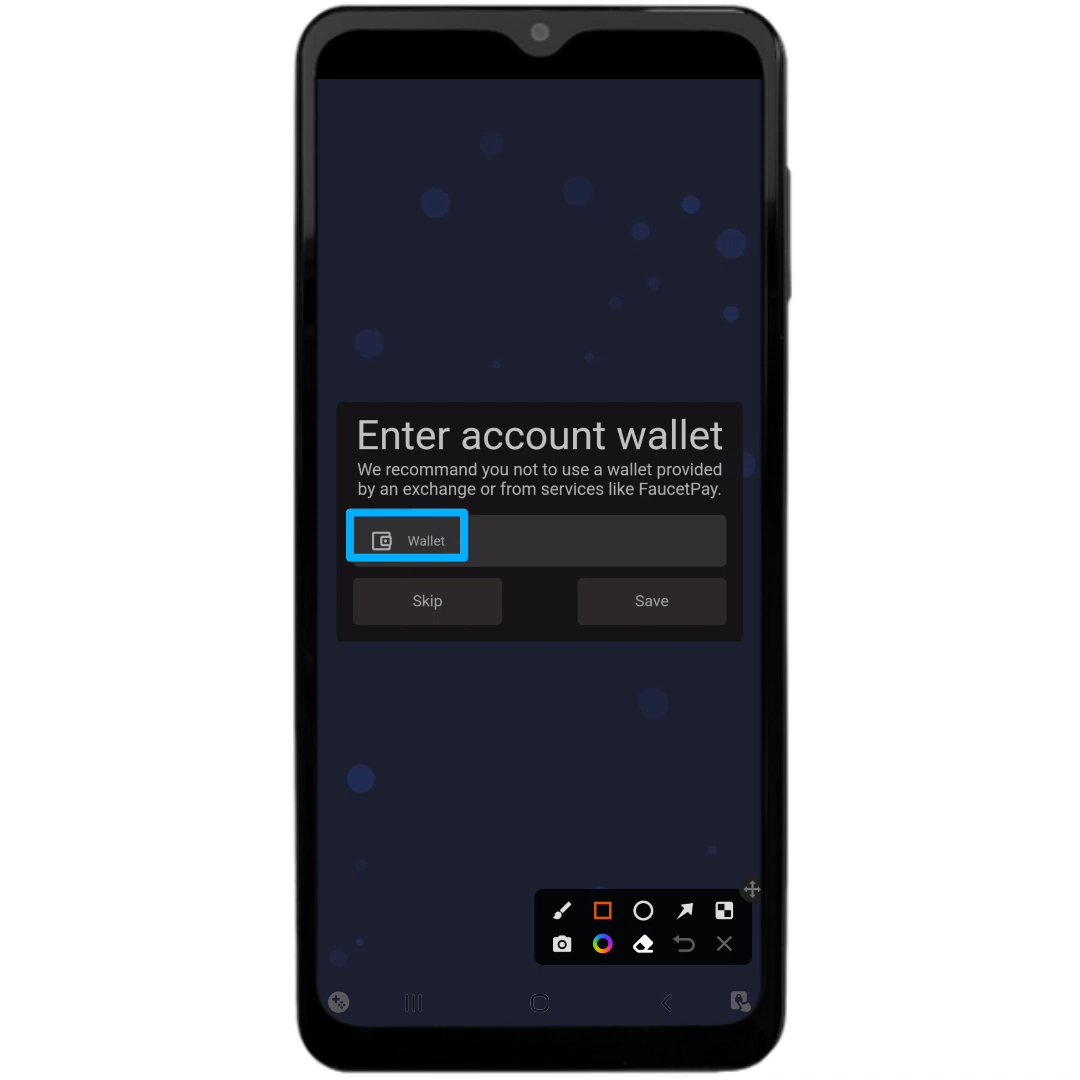 Enter account wallet
We recommand you not to use a wallet provided
by an exchange or from services like FaucetPay.
Wallet
Skip
Save